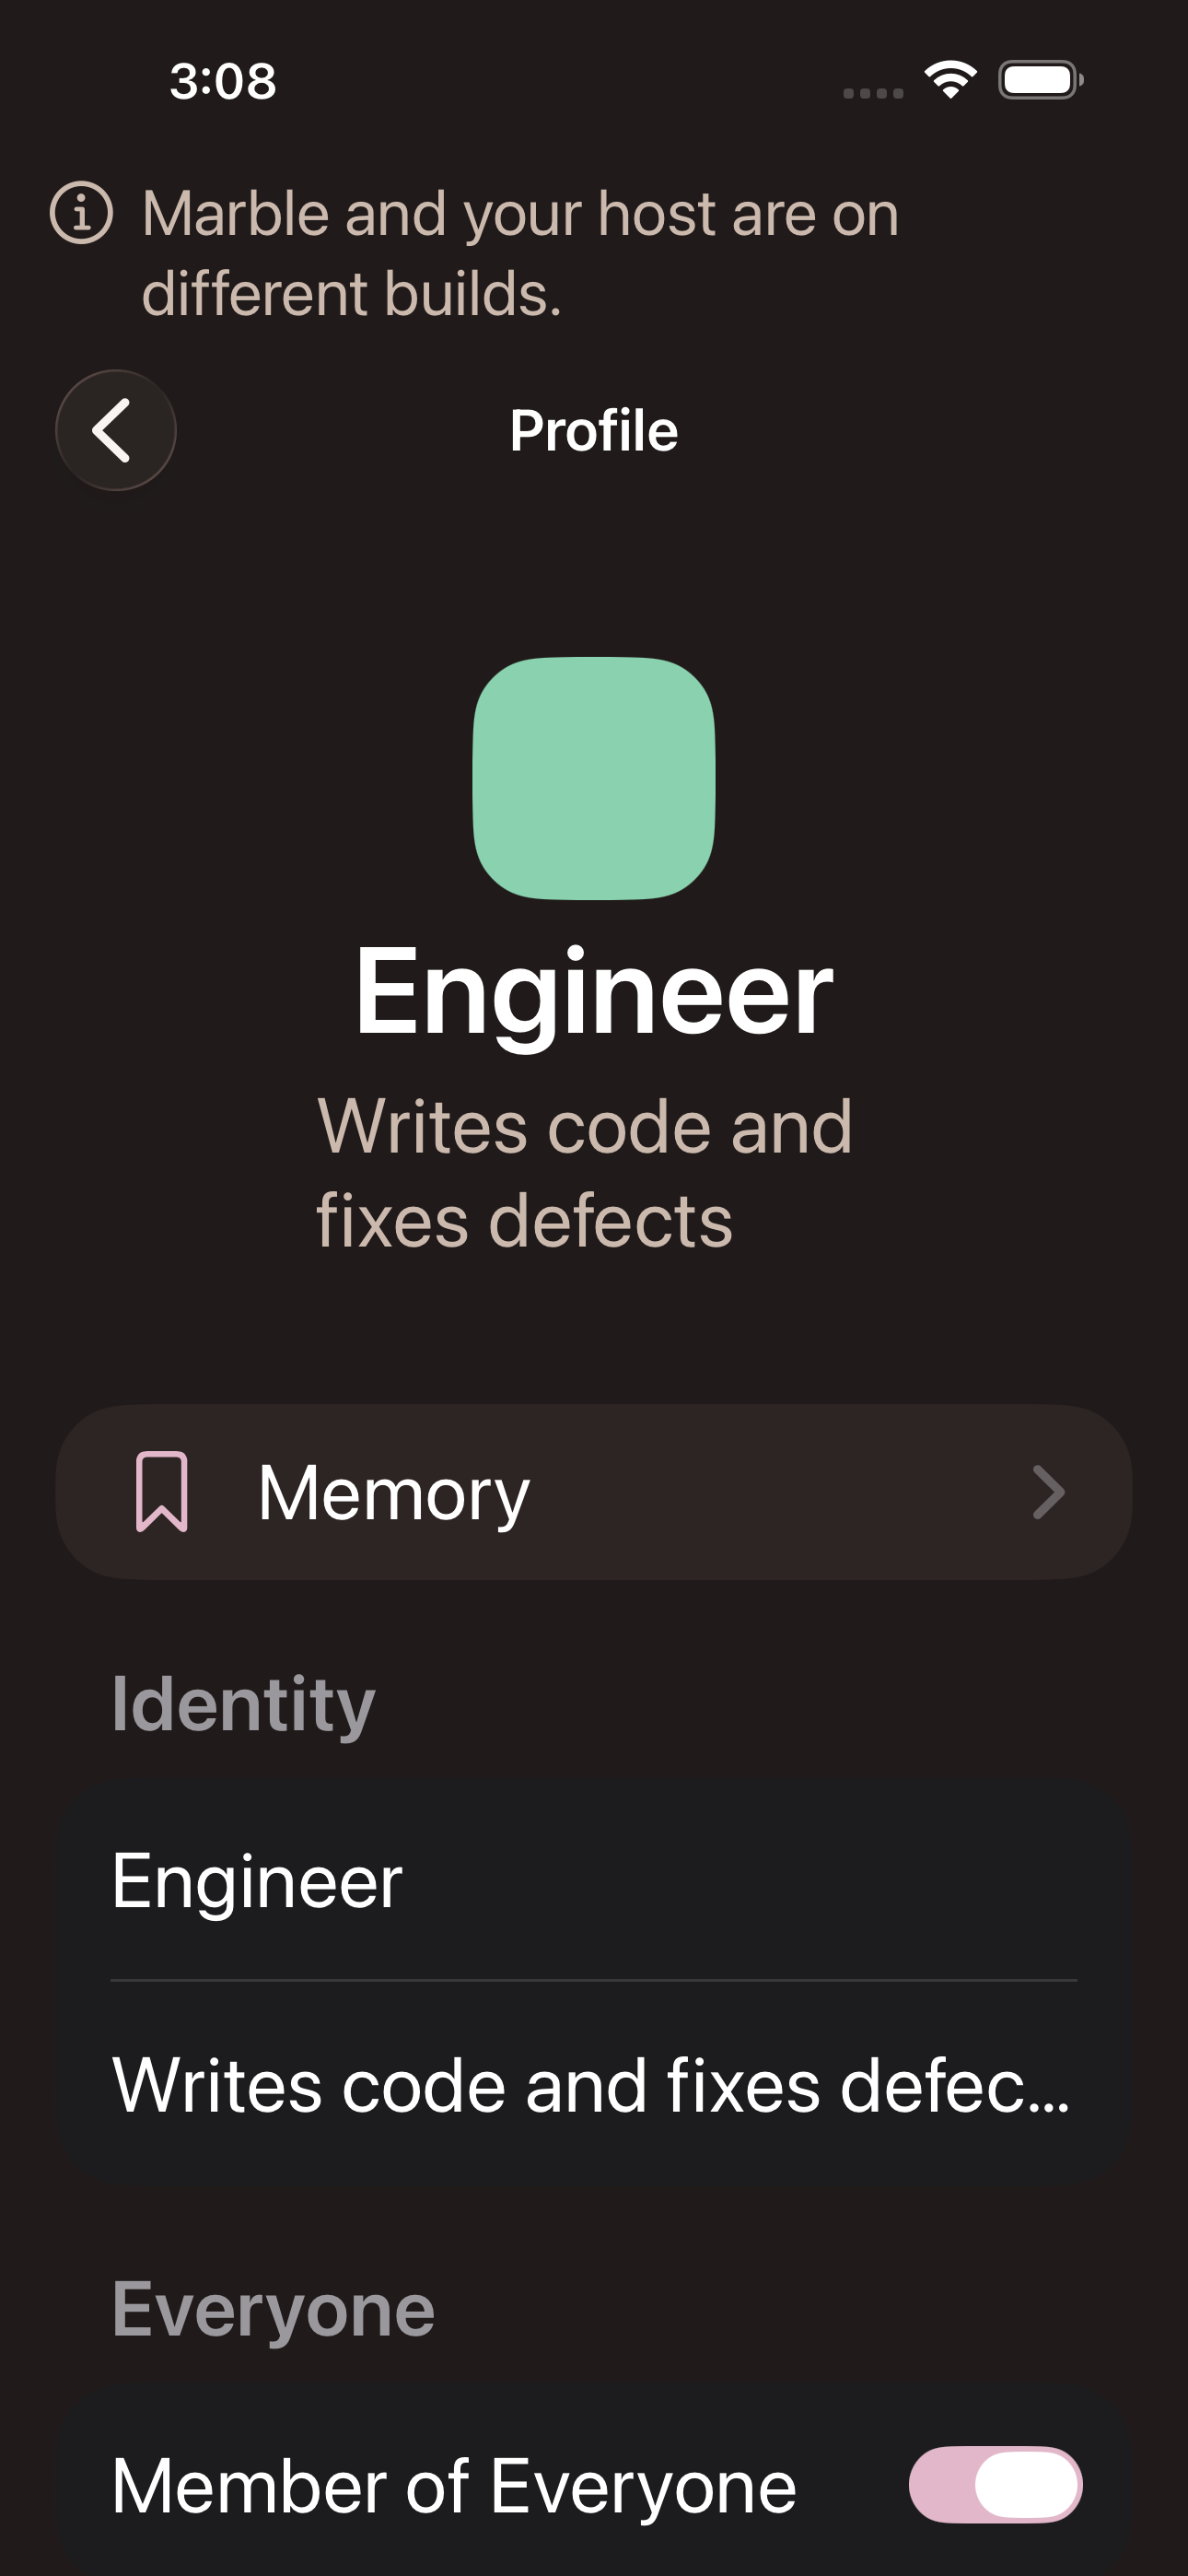 3:08
Marble and your host are on
different builds.
Profile
Engineer
Writes code and
fixes defects
Memory
Identity
Engineer
Writes code and fixes defec...
Everyone
Member of Everyone